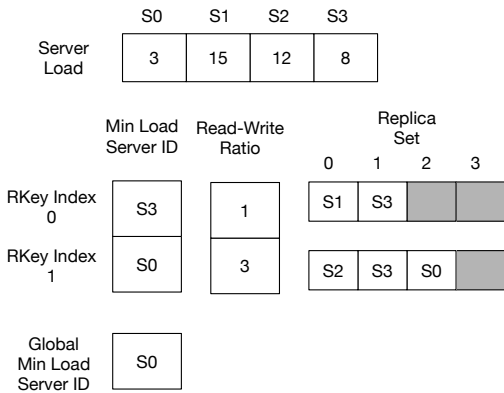 S0 S1 S2 S3
Server
Load
3 15 12 8
Min Load
Server ID
Read-Write
Ratio
Replica
Set
0 1 2 3
RKey Index
0
S3
1
S1 S3
RKey Index
1
S0
3
S2 S3 S0
Global
Min Load
Server ID
S0